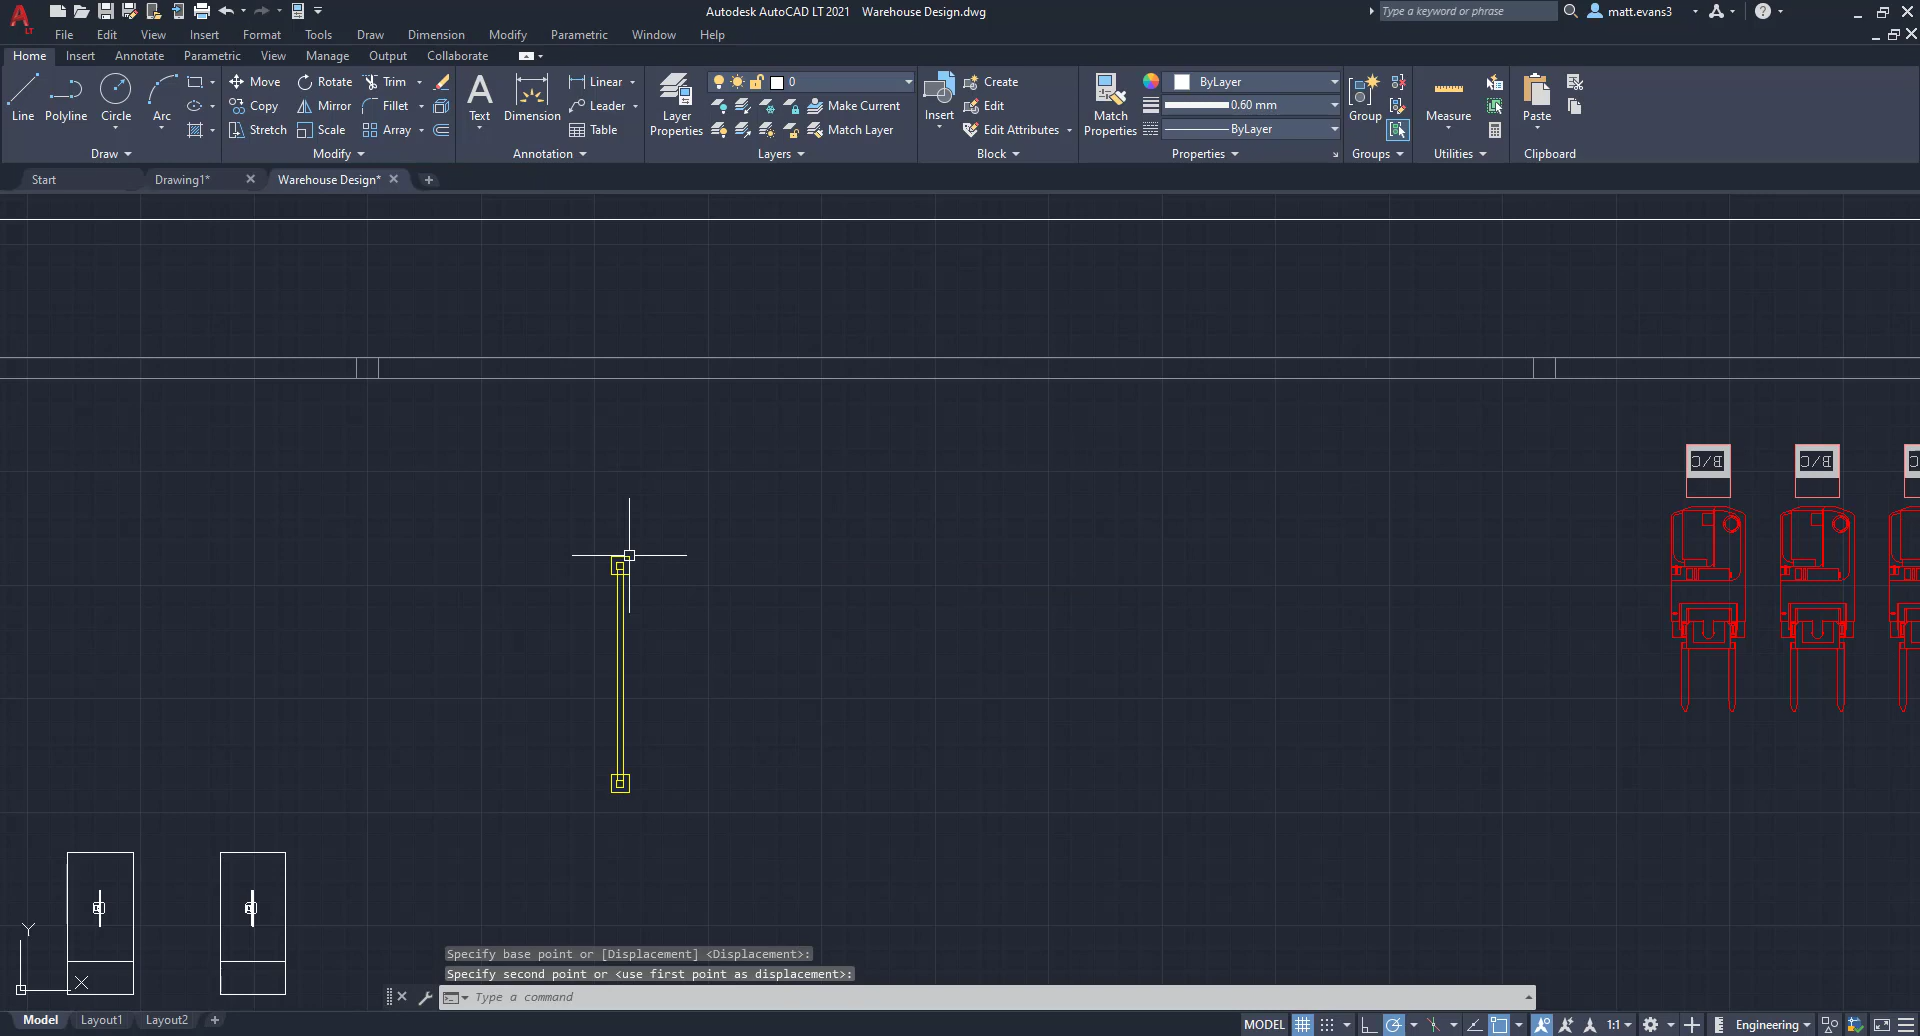 Autodesk AutoCAD LT 2021 Warehouse Design.dwg
Type a keyword or phrase
matt.evans3
LT
File Edit View Insert Format Tools Draw Dimension Modify Parametric Window Help
Home Insert Annotate Parametric View Manage Output Collaborate
Line Polyline Circle Arc
Move Rotate Trim
Copy Mirror Fillet
Stretch Scale Array
Text Dimension
Linear
Leader
Table
Layer Properties
0
Make Current
Match Layer
Insert
Create
Edit
Edit Attributes
Match Properties
ByLayer
0.60 mm
ByLayer
Group
Measure
Paste
Draw Modify Annotation Layers Block Properties Groups Utilities Clipboard
Start Drawing1* Warehouse Design*
B/C B/C C
Y
X
Specify base point or [Displacement] <Displacement>:
Specify second point or <use first point as displacement>:
Type a command
Model Layout1 Layout2
MODEL 1:1 Engineering